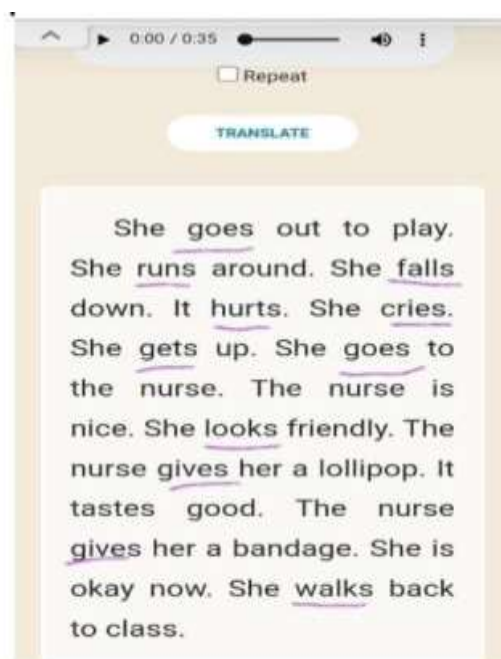 0:00 / 0:35
Repeat
TRANSLATE
She goes out to play.
She runs around. She falls
down. It hurts. She cries.
She gets up. She goes to
the nurse. The nurse is
nice. She looks friendly. The
nurse gives her a lollipop. It
tastes good. The nurse
gives her a bandage. She is
okay now. She walks back
to class.